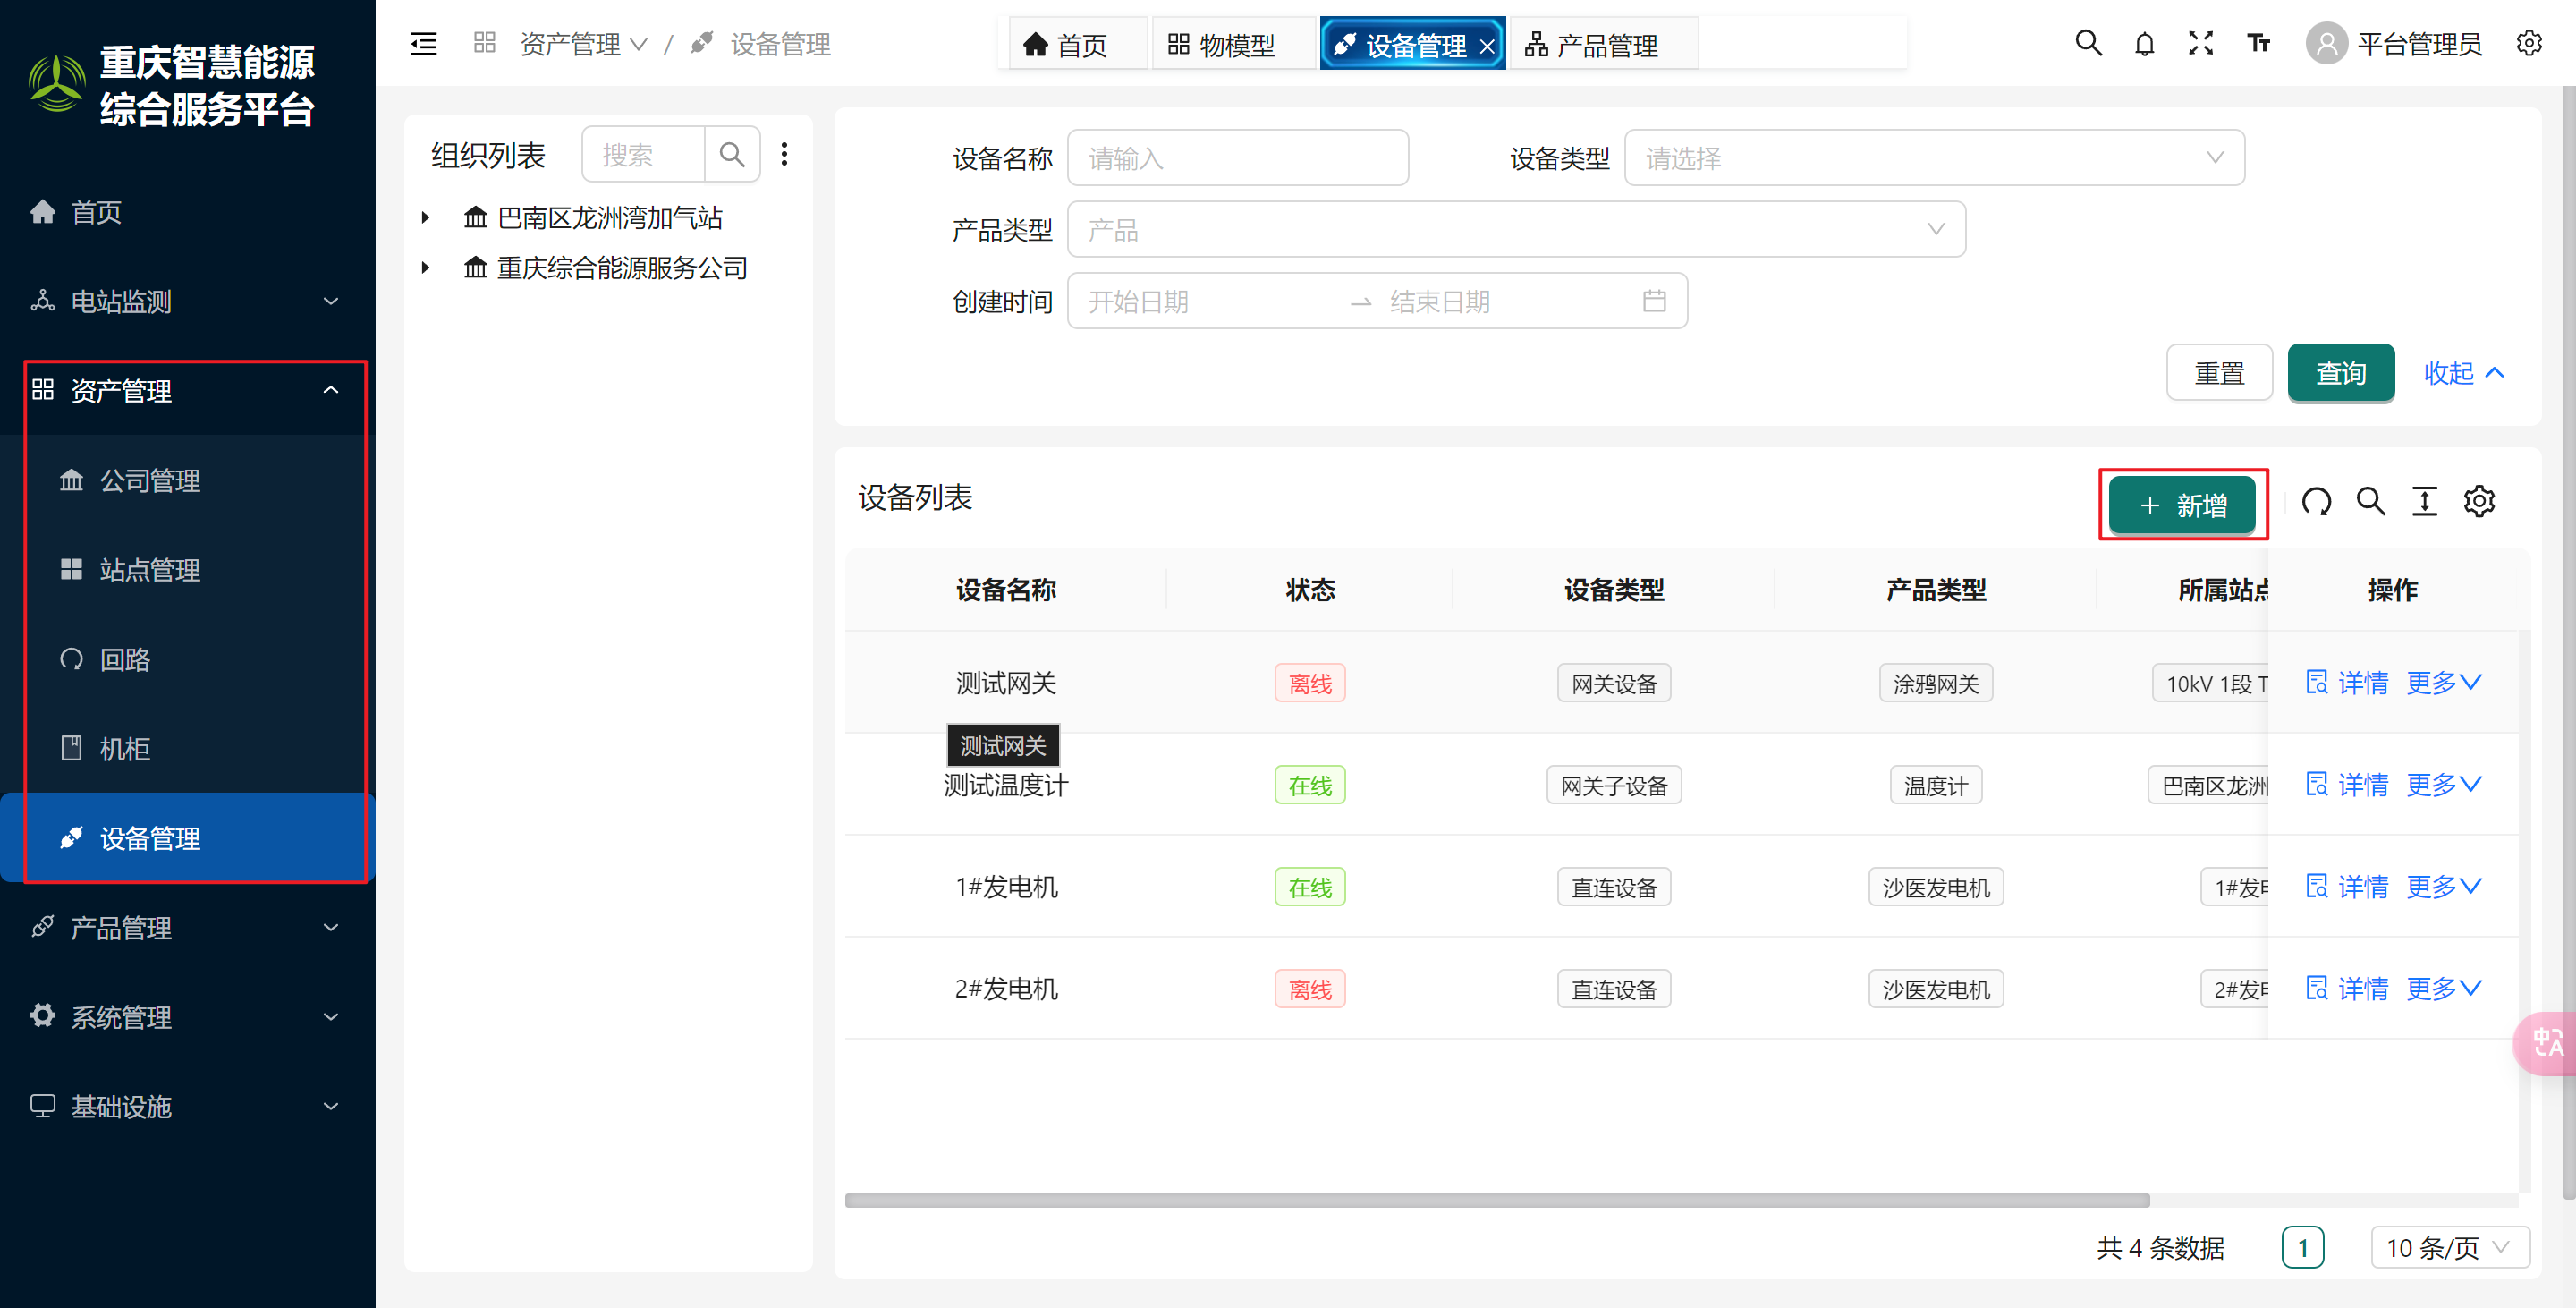 重庆智慧能源
综合服务平台
首页
电站监测
资产管理
公司管理
站点管理
回路
机柜
设备管理
产品管理
系统管理
基础设施
资产管理 / 设备管理
首页 物模型 设备管理 产品管理
Tr 平台管理员
组织列表 搜索
巴南区龙洲湾加气站
重庆综合能源服务公司
设备名称 请输入 设备类型 请选择
产品类型 产品
创建时间 开始日期 → 结束日期
重置 查询 收起
设备列表 + 新增
设备名称 状态 设备类型 产品类型 所属站点 操作
测试网关 离线 网关设备 涂鸦网关 10kV 1段 T 详情 更多
测试网关
测试温度计 在线 网关子设备 温度计 巴南区龙洲 详情 更多
1#发电机 在线 直连设备 沙医发电机 1#发电 详情 更多
2#发电机 离线 直连设备 沙医发电机 2#发电 详情 更多
中A
共 4 条数据 1 10 条/页